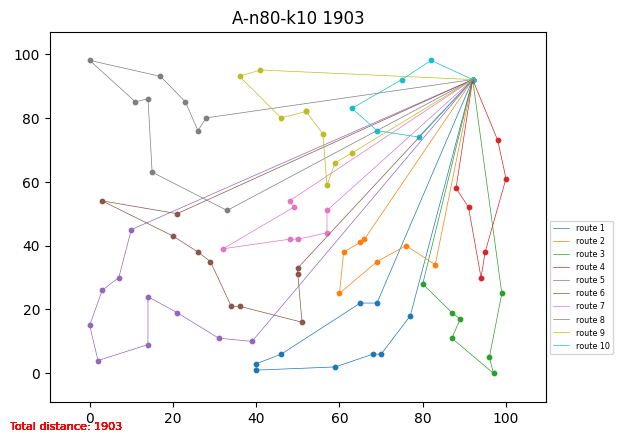 A-n80-k10 1903
100
80
60
40
20
0
0 20 40 60 80 100
route 1
route 2
route 3
route 4
route 5
route 6
route 7
route 8
route 9
route 10
Total distance: 1903